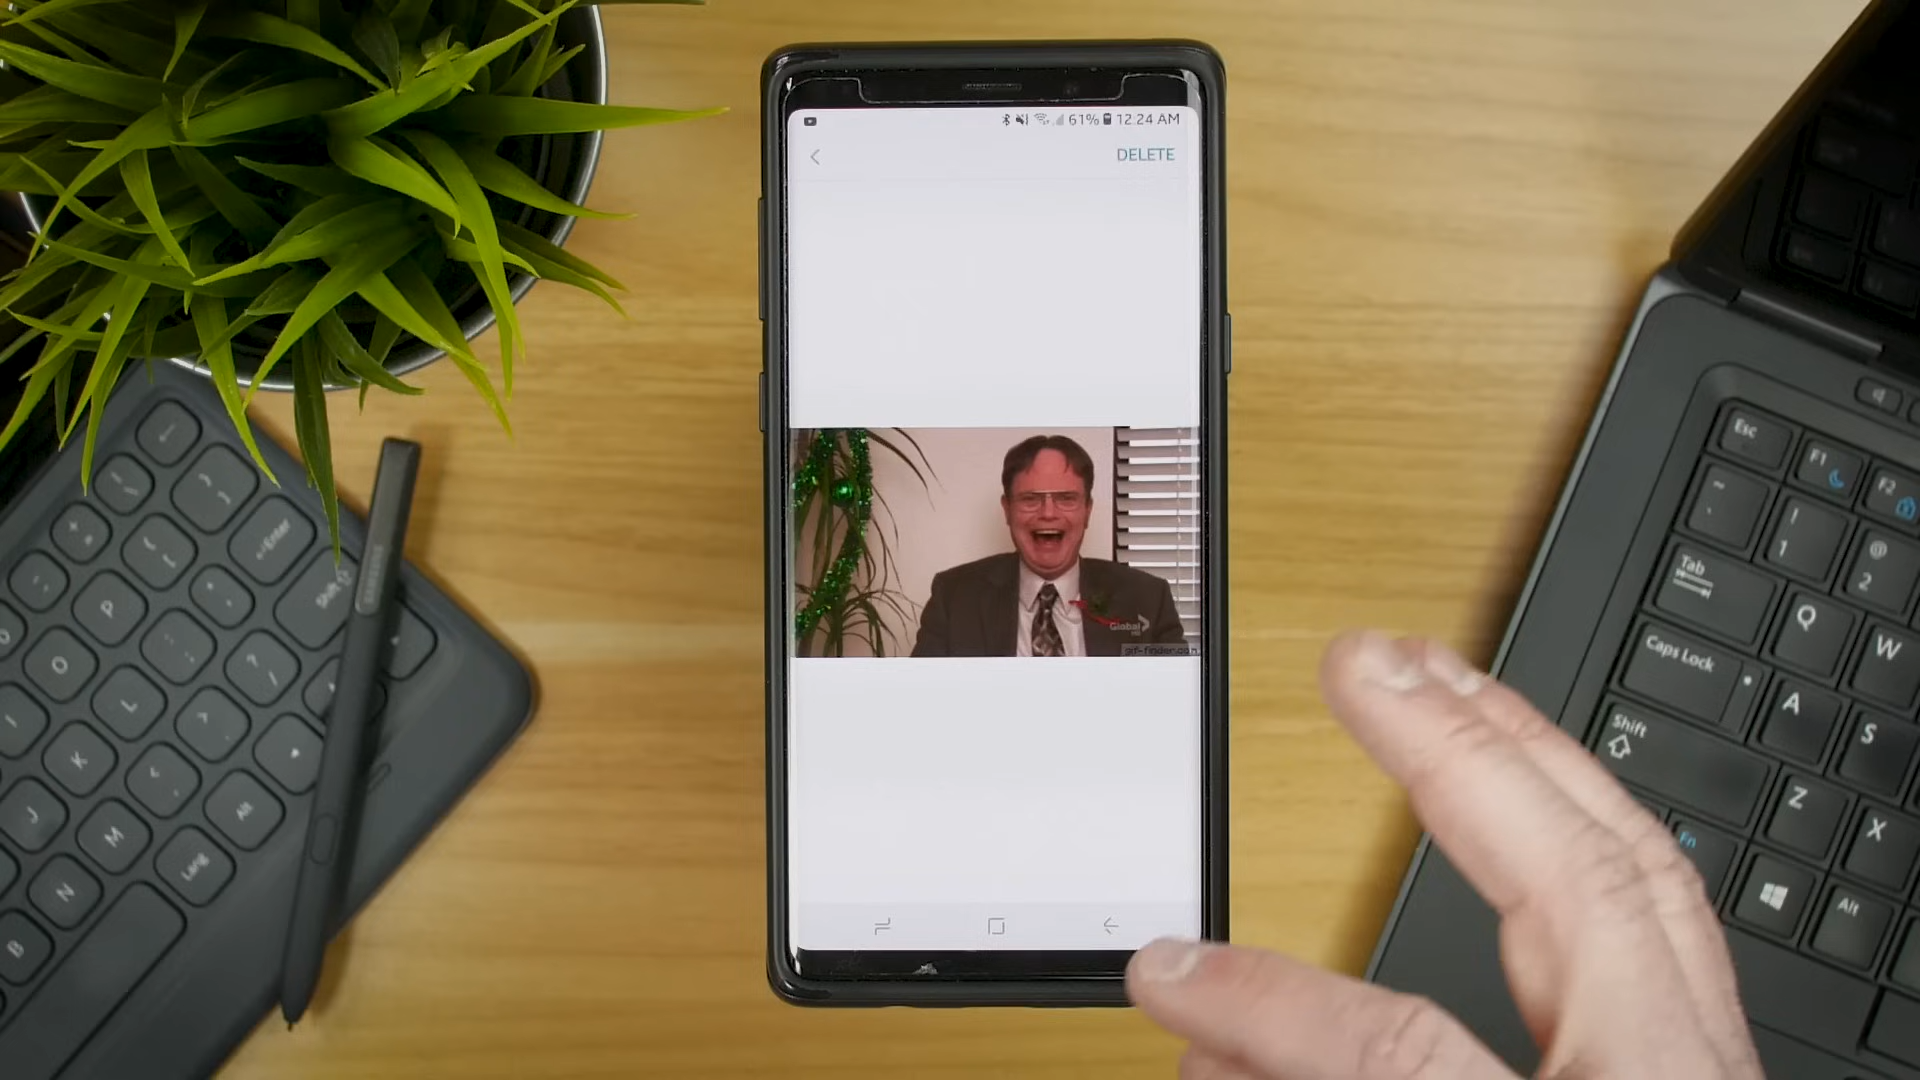 61% 12.24 AM
DELETE
Global
gif-finder.com
SAMSUNG
Enter
Shift
P
O
L
K
J
M
Alt
N
Lang
B
Esc
F1
F2
~
!
1
@
2
Tab
Q
W
Caps Lock
A
S
Shift
Z
X
Fn
Alt